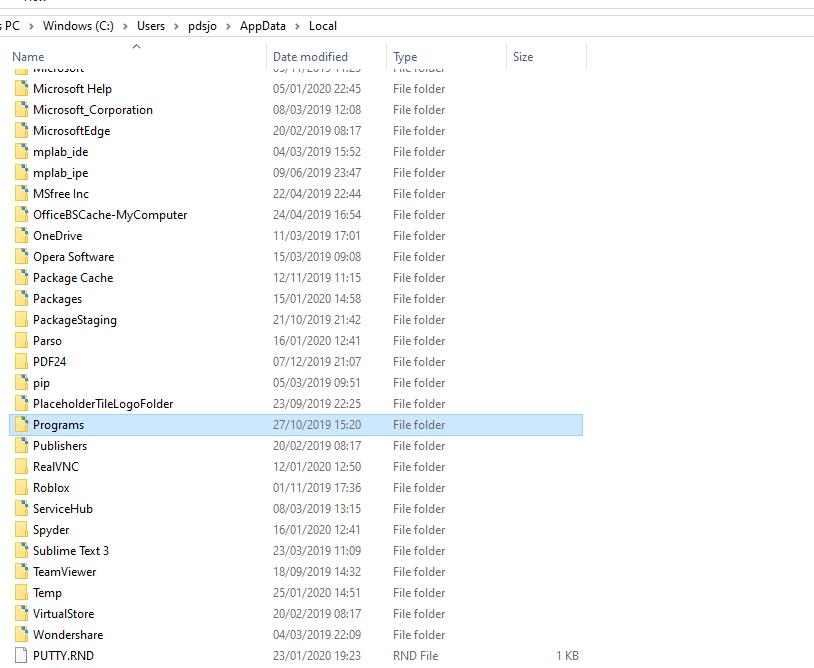 s PC > Windows (C:) > Users > pdsjo > AppData > Local
Name Date modified Type Size
Microsoft 05/11/2019 11:25 File folder
Microsoft Help 05/01/2020 22:45 File folder
Microsoft_Corporation 08/03/2019 12:08 File folder
MicrosoftEdge 20/02/2019 08:17 File folder
mplab_ide 04/03/2019 15:52 File folder
mplab_ipe 09/06/2019 23:47 File folder
MSfree Inc 22/04/2019 22:44 File folder
OfficeBSCache-MyComputer 24/04/2019 16:54 File folder
OneDrive 11/03/2019 17:01 File folder
Opera Software 15/03/2019 09:08 File folder
Package Cache 12/11/2019 11:15 File folder
Packages 15/01/2020 14:58 File folder
PackageStaging 21/10/2019 21:42 File folder
Parso 16/01/2020 12:41 File folder
PDF24 07/12/2019 21:07 File folder
pip 05/03/2019 09:51 File folder
PlaceholderTileLogoFolder 23/09/2019 22:25 File folder
Programs 27/10/2019 15:20 File folder
Publishers 20/02/2019 08:17 File folder
RealVNC 12/01/2020 12:50 File folder
Roblox 01/11/2019 17:36 File folder
ServiceHub 08/03/2019 13:15 File folder
Spyder 16/01/2020 12:41 File folder
Sublime Text 3 23/03/2019 11:09 File folder
TeamViewer 18/09/2019 14:32 File folder
Temp 25/01/2020 14:51 File folder
VirtualStore 20/02/2019 08:17 File folder
Wondershare 04/03/2019 22:09 File folder
PUTTY.RND 23/01/2020 19:23 RND File 1 KB